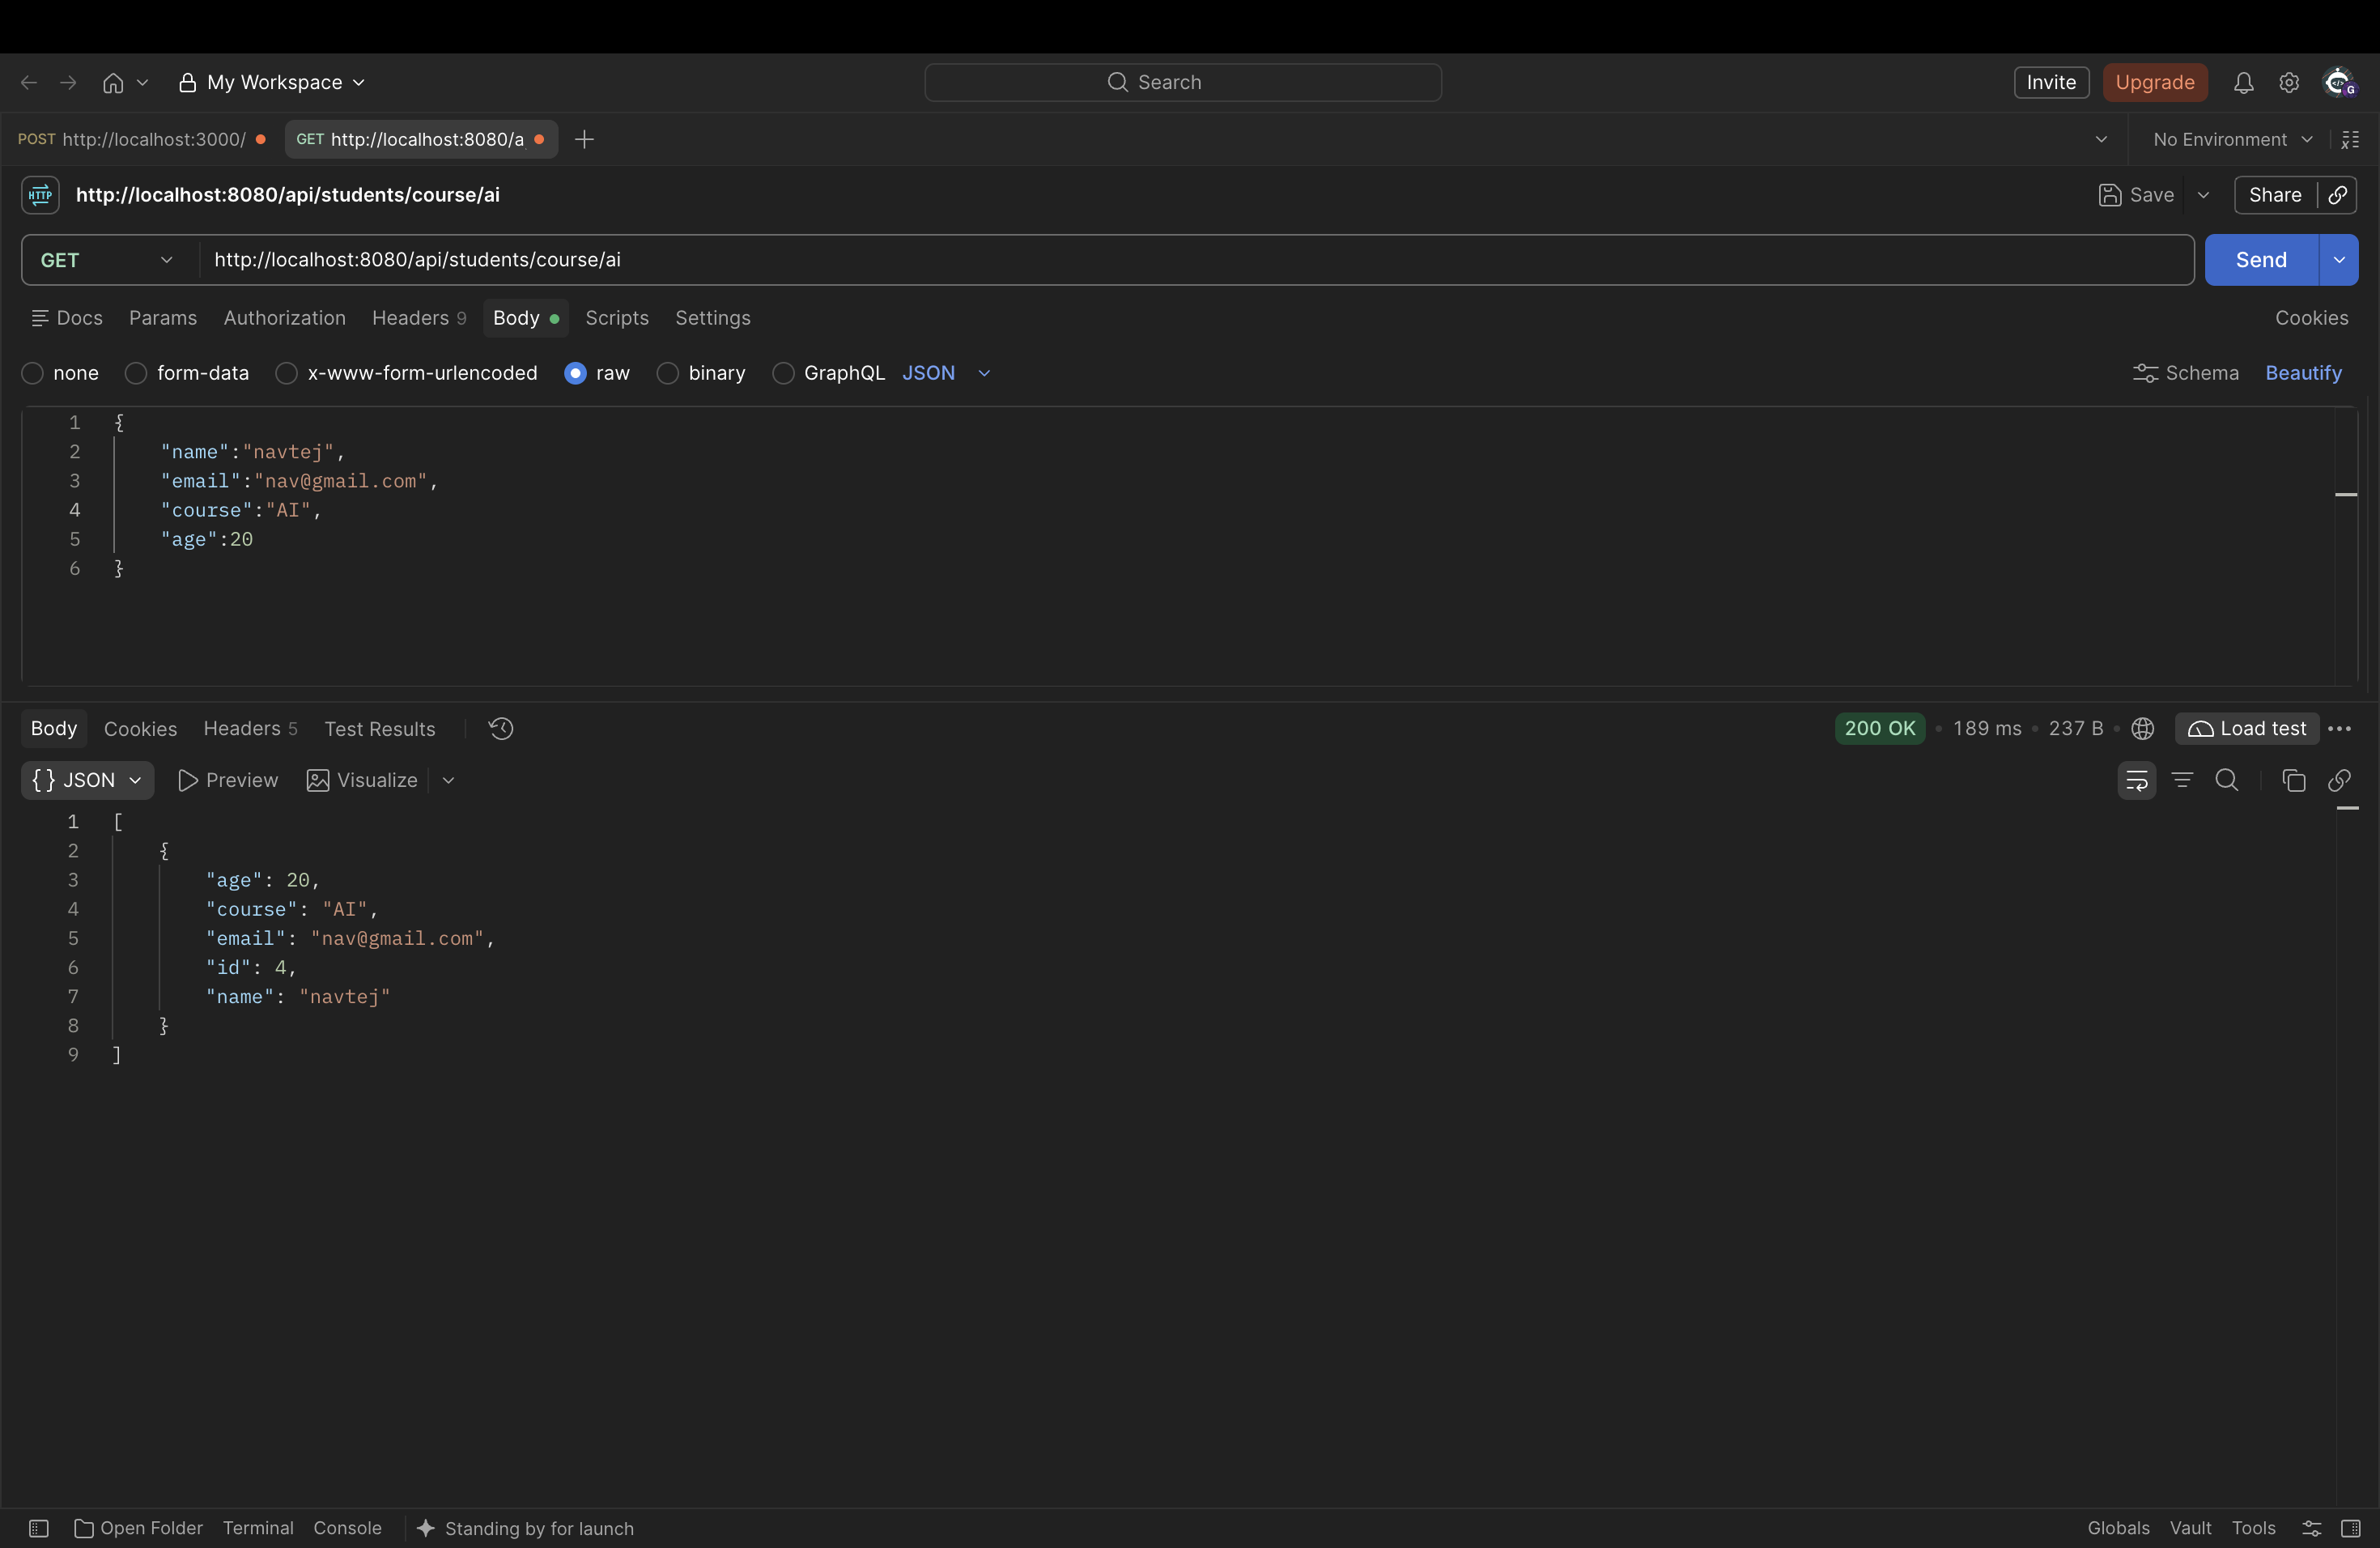 My Workspace
Search
Invite
Upgrade
G
POST http://localhost:3000/
GET http://localhost:8080/a
No Environment
HTTP
http://localhost:8080/api/students/course/ai
Save
Share
GET
http://localhost:8080/api/students/course/ai
Send
Docs Params Authorization Headers 9 Body Scripts Settings
Cookies
none form-data x-www-form-urlencoded raw binary GraphQL JSON
Schema Beautify
1 {
2 "name":"navtej",
3 "email":"nav@gmail.com",
4 "course":"AI",
5 "age":20
6 }
Body Cookies Headers 5 Test Results
200 OK • 189 ms • 237 B •
Load test
{ } JSON Preview Visualize
1 [
2 {
3 "age": 20,
4 "course": "AI",
5 "email": "nav@gmail.com",
6 "id": 4,
7 "name": "navtej"
8 }
9 ]
Open Folder Terminal Console Standing by for launch
Globals Vault Tools